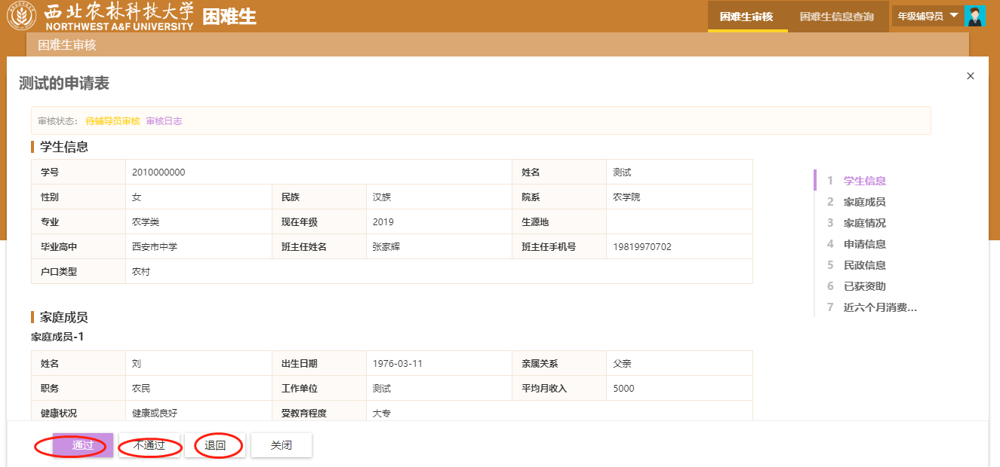 西北农林科技大学 困难生
NORTHWEST A&F UNIVERSITY
困难生审核 困难生信息查询 年级辅导员
困难生审核
测试的申请表 ×
审核状态： 待辅导员审核 审核日志
学生信息
学号 2010000000 姓名 测试
性别 女 民族 汉族 院系 农学院
专业 农学类 现在年级 2019 生源地
毕业高中 西安市中学 班主任姓名 张家辉 班主任手机号 19819970702
户口类型 农村
1 学生信息
2 家庭成员
3 家庭情况
4 申请信息
5 民政信息
6 已获资助
7 近六个月消费...
家庭成员
家庭成员-1
姓名 刘 出生日期 1976-03-11 亲属关系 父亲
职务 农民 工作单位 测试 平均月收入 5000
健康状况 健康或良好 受教育程度 大专
通过 不通过 退回 关闭